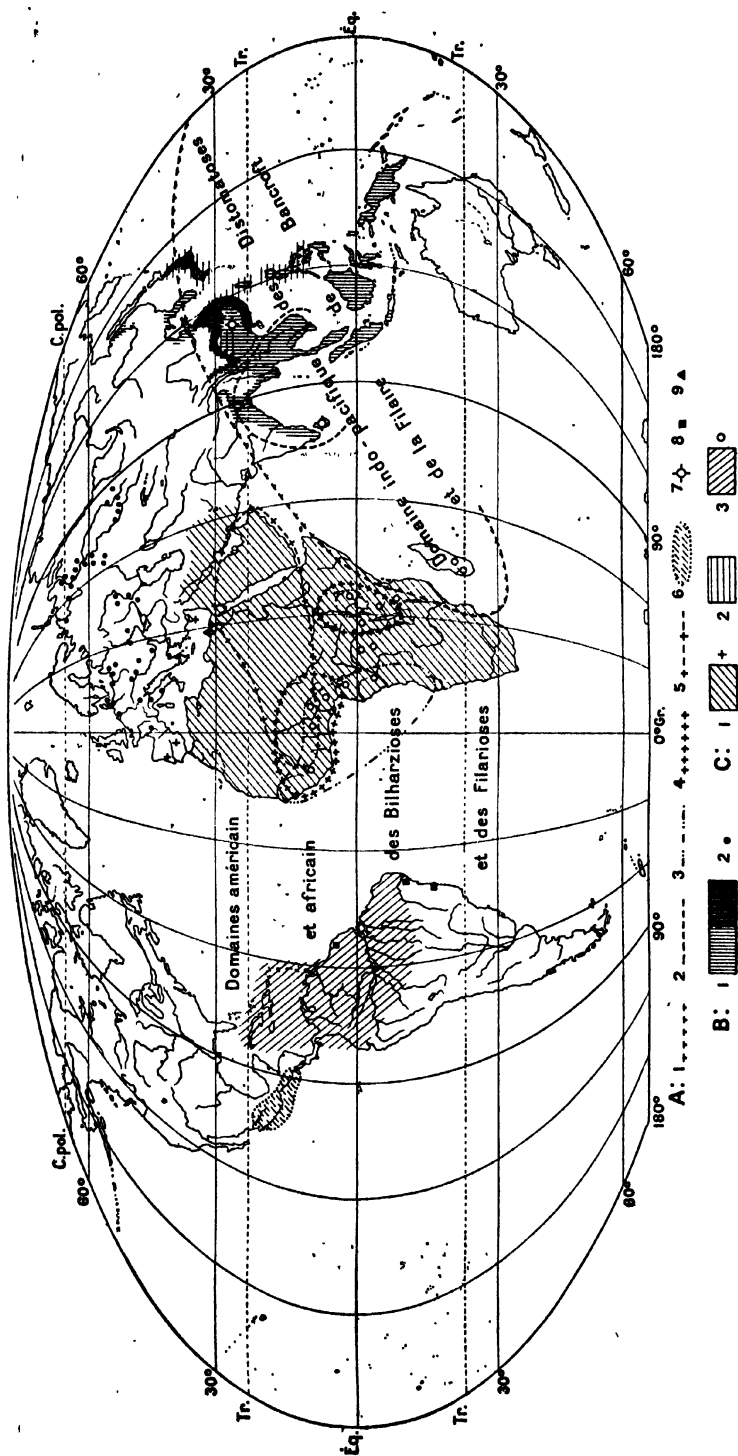 C.pol.
C.pol.
60°
60°
30°
30°
Tr.
Tr.
Éq.
Éq.
Tr.
Tr.
30°
30°
60°
60°
180°
90°
0°Gr.
90°
180°
Domaines américain
et africain
des Bilharzioses
et des Filarioses
Domaine indo-pacifique des Distomatoses
et de la Filaire de Bancroft
A: 1 2 3 4 5 6 7 8 9
B: 1 2 C: 1 2 3